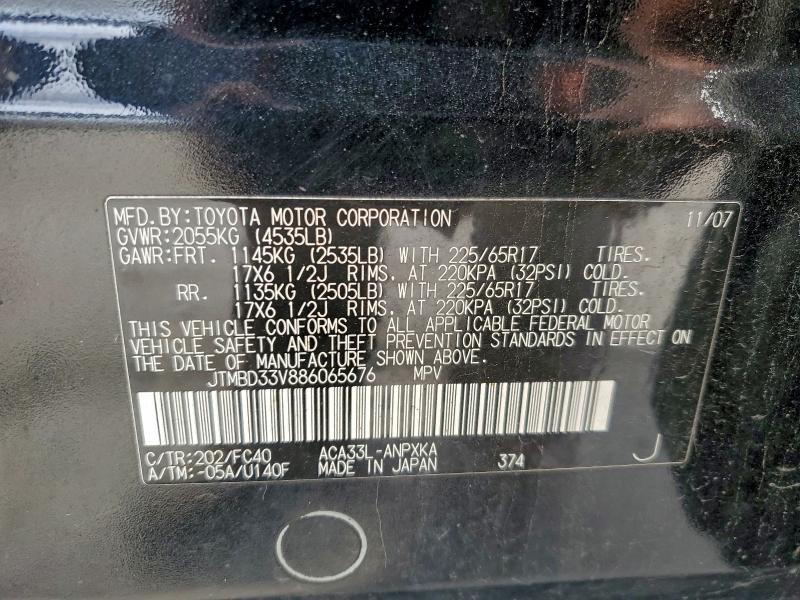 MFD.BY:TOYOTA MOTOR CORPORATION 11/07
GVWR:2055KG (4535LB)
GAWR:FRT. 1145KG (2535LB) WITH 225/65R17 TIRES.
17X6 1/2J RIMS. AT 220KPA (32PSI) COLD.
RR. 1135KG (2505LB) WITH 225/65R17 TIRES.
17X6 1/2J RIMS. AT 220KPA (32PSI) COLD.
THIS VEHICLE CONFORMS TO ALL APPLICABLE FEDERAL MOTOR
VEHICLE SAFETY AND THEFT PREVENTION STANDARDS IN EFFECT ON
THE DATE OF MANUFACTURE SHOWN ABOVE.
JTMBD33V886065676 MPV
C/TR:202/FC40 ACA33L-ANPXKA J
A/TM:-05A/U140F MADE IN JAPAN 374